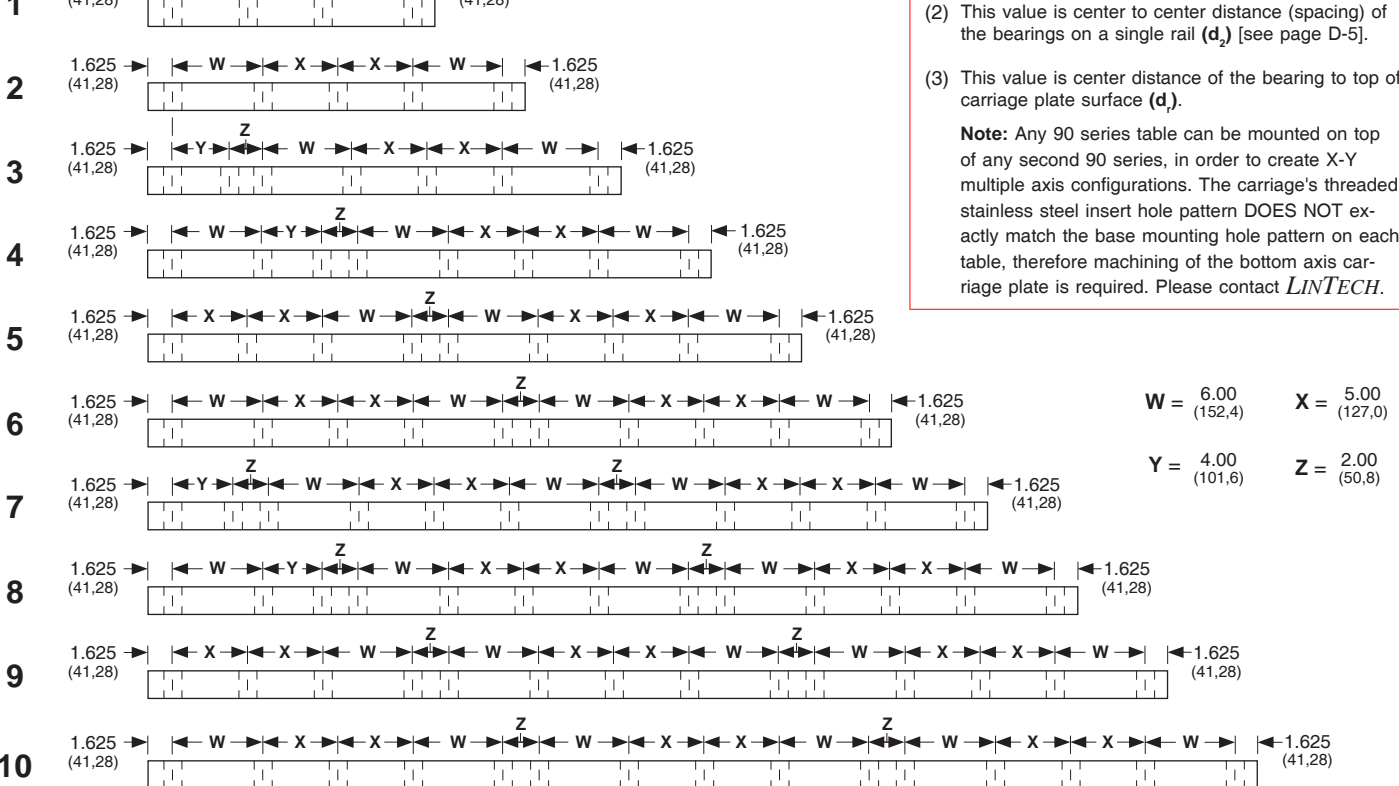 1 (41,28) (41,28)
2 1.625 (41,28) W X X W 1.625 (41,28)
3 1.625 (41,28) Y Z W X X W 1.625 (41,28)
4 1.625 (41,28) W Y Z W X X W 1.625 (41,28)
5 1.625 (41,28) X X W Z W X X W 1.625 (41,28)
6 1.625 (41,28) W X X W Z W X X W 1.625 (41,28)
7 1.625 (41,28) Y Z W X X W Z W X X W 1.625 (41,28)
8 1.625 (41,28) W Y Z W X X W Z W X X W 1.625 (41,28)
9 1.625 (41,28) X X W Z W X X W Z W X X W 1.625 (41,28)
10 1.625 (41,28) W X X W Z W X X W Z W X X W 1.625 (41,28)
(2) This value is center to center distance (spacing) of
the bearings on a single rail (d2) [see page D-5].
(3) This value is center distance of the bearing to top of
carriage plate surface (dr).
Note: Any 90 series table can be mounted on top
of any second 90 series, in order to create X-Y
multiple axis configurations. The carriage's threaded
stainless steel insert hole pattern DOES NOT ex-
actly match the base mounting hole pattern on each
table, therefore machining of the bottom axis car-
riage plate is required. Please contact LINTECH.
W = 6.00 (152,4) X = 5.00 (127,0)
Y = 4.00 (101,6) Z = 2.00 (50,8)